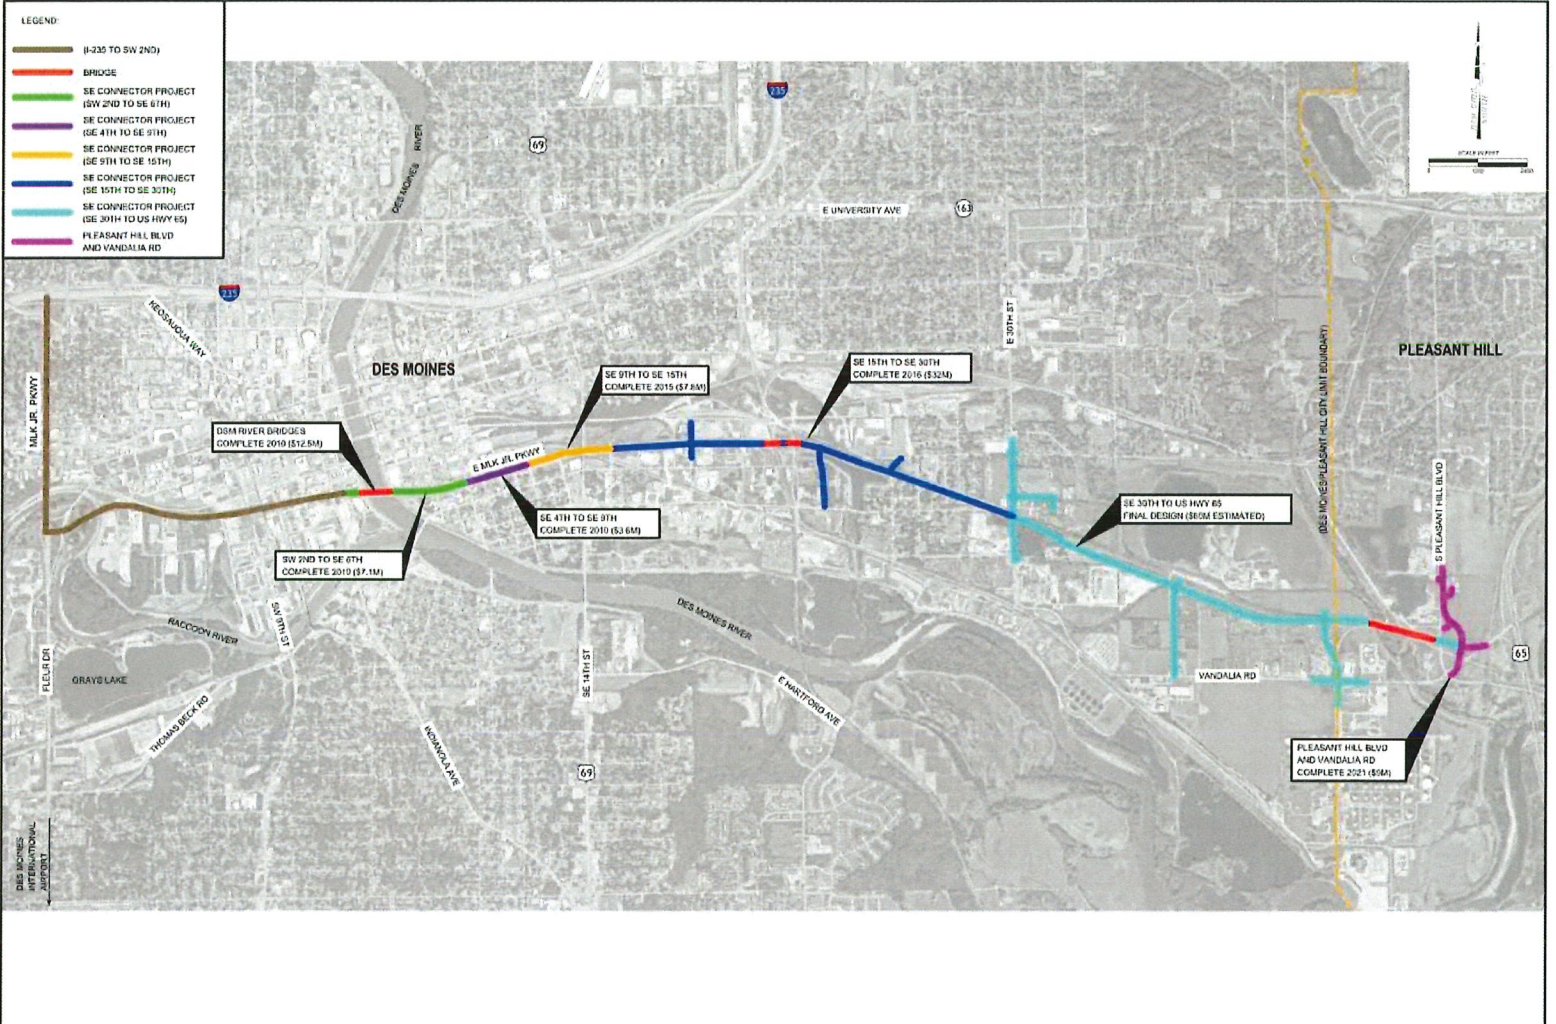 LEGEND:
(I-235 TO SW 2ND)
BRIDGE
SE CONNECTOR PROJECT
(SW 2ND TO SE 6TH)
SE CONNECTOR PROJECT
(SE 4TH TO SE 9TH)
SE CONNECTOR PROJECT
(SE 9TH TO SE 15TH)
SE CONNECTOR PROJECT
(SE 15TH TO SE 30TH)
SE CONNECTOR PROJECT
(SE 30TH TO US HWY 65)
PLEASANT HILL BLVD
AND VANDALIA RD
SCALE IN FEET
0
235
69
DES MOINES RIVER
E UNIVERSITY AVE
163
235
KEOSAUQUA WAY
E 30TH ST
MLK JR. PKWY
DES MOINES
PLEASANT HILL
(DES MOINES/PLEASANT HILL CITY LIMIT BOUNDARY)
SE 15TH TO SE 30TH
COMPLETE 2016 ($32M)
SE 9TH TO SE 15TH
COMPLETE 2015 ($7.8M)
DSM RIVER BRIDGES
COMPLETE 2010 ($12.5M)
E MLK JR. PKWY
SE 4TH TO SE 9TH
COMPLETE 2010 ($3.6M)
SW 2ND TO SE 6TH
COMPLETE 2010 ($7.1M)
SE 30TH TO US HWY 65
FINAL DESIGN ($60M ESTIMATED)
S PLEASANT HILL BLVD
RACCOON RIVER
SW 9TH ST
DES MOINES RIVER
65
FLEUR DR
GRAYS LAKE
SE 14TH ST
VANDALIA RD
THOMAS BECK RD
E HARTFORD AVE
INDIANOLA AVE
69
PLEASANT HILL BLVD
AND VANDALIA RD
COMPLETE 2021 ($9M)
DES MOINES
INTERNATIONAL
AIRPORT